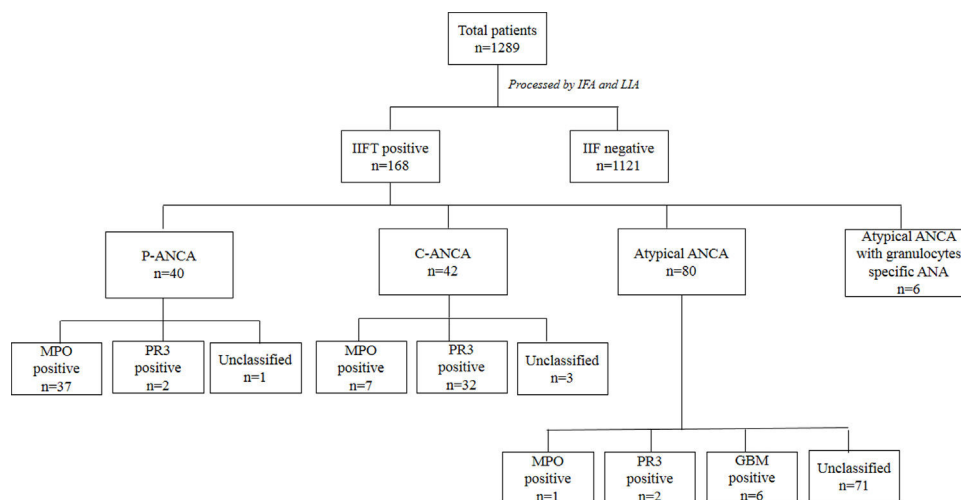 Total patients
n=1289
Processed by IFA and LIA
IIFT positive
n=168
IIF negative
n=1121
P-ANCA
n=40
C-ANCA
n=42
Atypical ANCA
n=80
Atypical ANCA
with granulocytes
specific ANA
n=6
MPO
positive
n=37
PR3
positive
n=2
Unclassified
n=1
MPO
positive
n=7
PR3
positive
n=32
Unclassified
n=3
MPO
positive
n=1
PR3
positive
n=2
GBM
positive
n=6
Unclassified
n=71